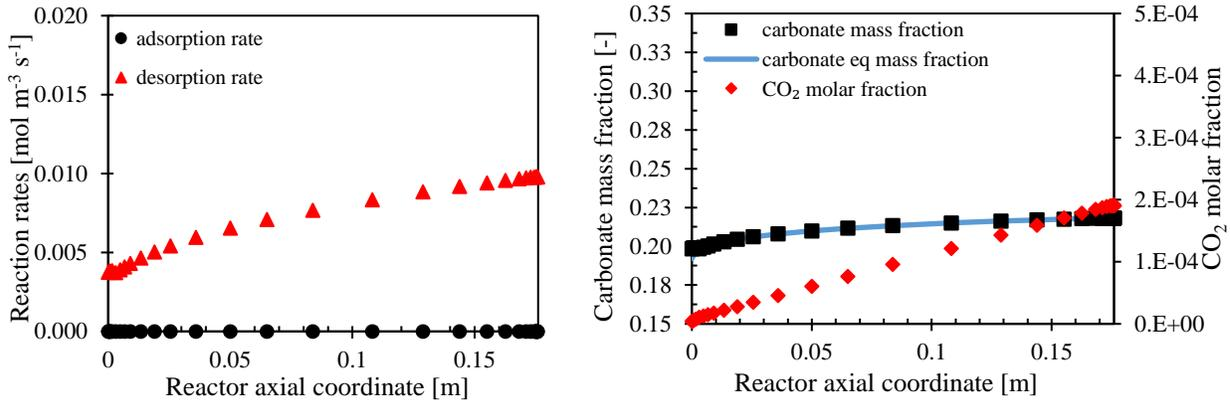 Reaction rates [mol m⁻³ s⁻¹]
0.020
0.015
0.010
0.005
0.000
adsorption rate
desorption rate
0
0.05
0.1
0.15
Reactor axial coordinate [m]
Carbonate mass fraction [-]
0.35
0.33
0.30
0.28
0.25
0.23
0.20
0.18
0.15
carbonate mass fraction
carbonate eq mass fraction
CO₂ molar fraction
0
0.05
0.1
0.15
Reactor axial coordinate [m]
5.E-04
4.E-04
3.E-04
2.E-04
1.E-04
0.E+00
CO₂ molar fraction